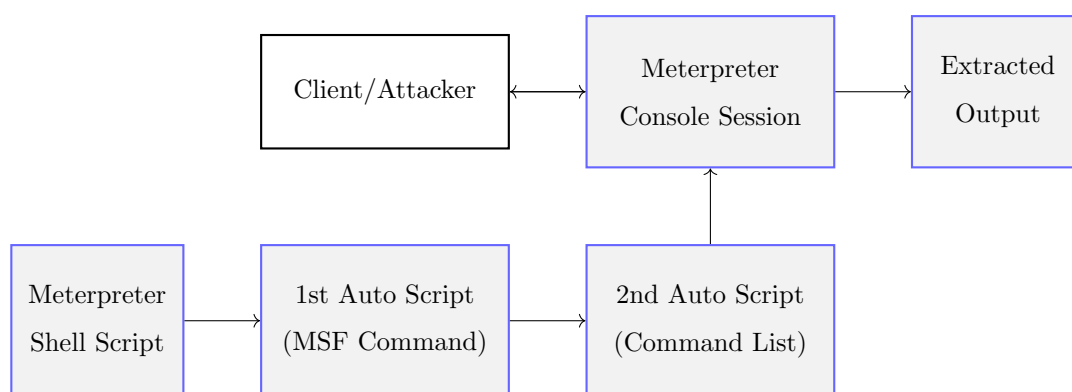 Client/Attacker
Meterpreter
Console Session
Extracted
Output
Meterpreter
Shell Script
1st Auto Script
(MSF Command)
2nd Auto Script
(Command List)